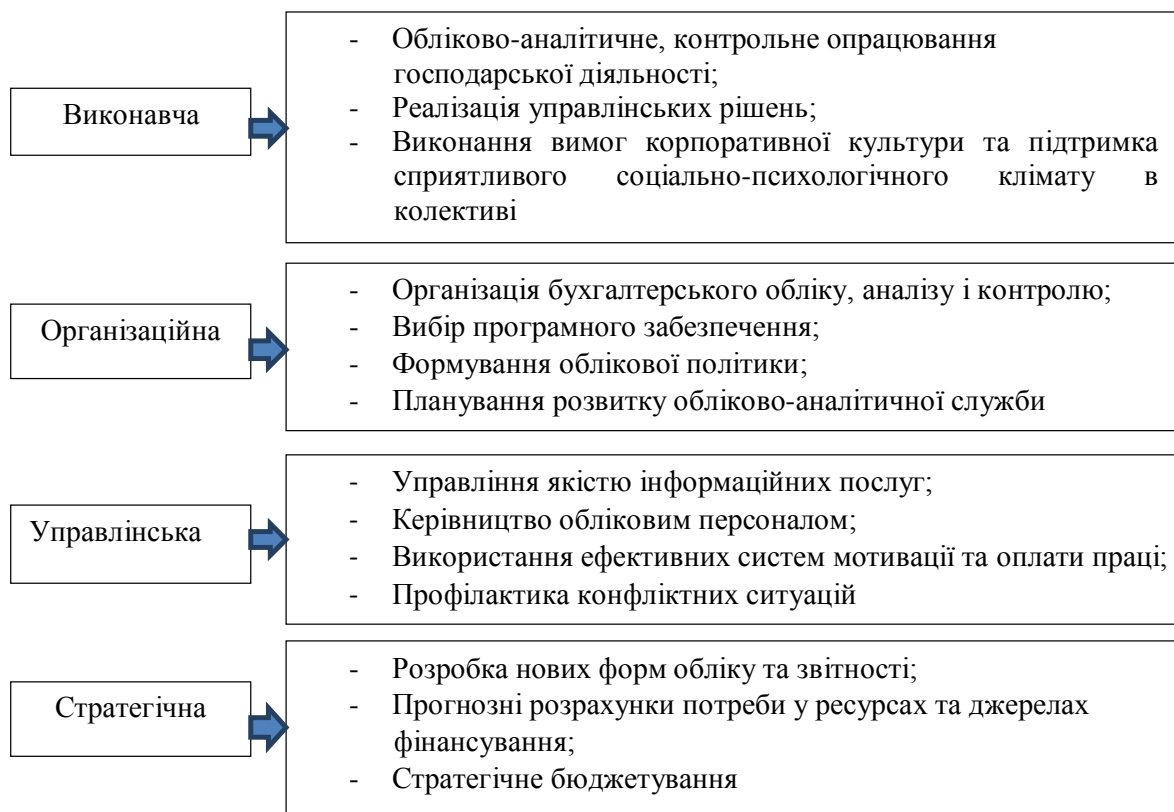 Виконавча
- Обліково-аналітичне, контрольне опрацювання
господарської діяльності;
- Реалізація управлінських рішень;
- Виконання вимог корпоративної культури та підтримка
сприятливого соціально-психологічного клімату в
колективі
Організаційна
- Організація бухгалтерського обліку, аналізу і контролю;
- Вибір програмного забезпечення;
- Формування облікової політики;
- Планування розвитку обліково-аналітичної служби
Управлінська
- Управління якістю інформаційних послуг;
- Керівництво обліковим персоналом;
- Використання ефективних систем мотивації та оплати праці;
- Профілактика конфліктних ситуацій
Стратегічна
- Розробка нових форм обліку та звітності;
- Прогнозні розрахунки потреби у ресурсах та джерелах
фінансування;
- Стратегічне бюджетування